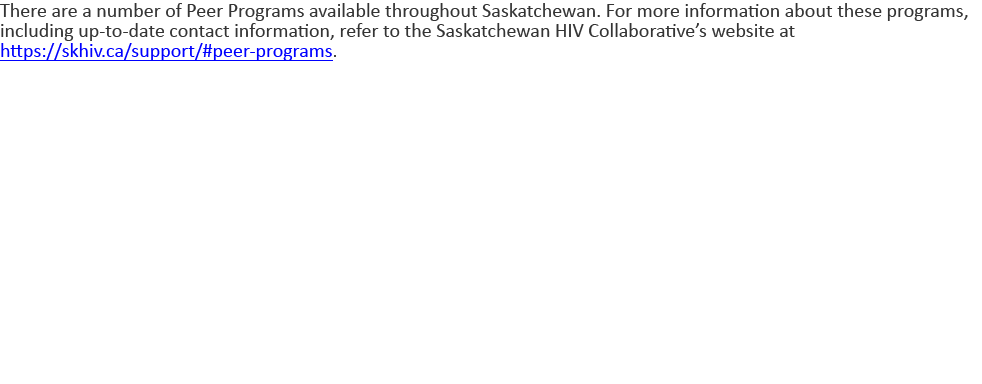 There are a number of Peer Programs available throughout Saskatchewan. For more information about these programs,
including up-to-date contact information, refer to the Saskatchewan HIV Collaborative’s website at
https://skhiv.ca/support/#peer-programs.